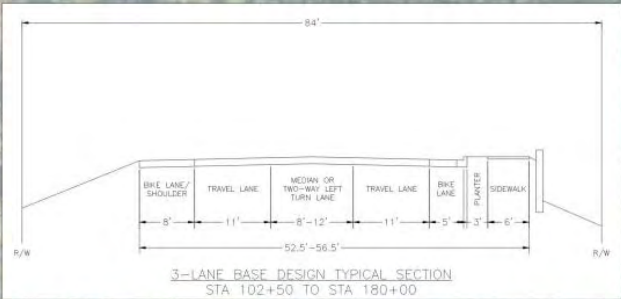 84'
BIKE LANE/
SHOULDER
TRAVEL LANE
MEDIAN OR
TWO-WAY LEFT
TURN LANE
TRAVEL LANE
BIKE
LANE
PLANTER
SIDEWALK
8'
11'
8'-12'
11'
5'
3'
6'
52.5'-56.5'
R/W
R/W
3-LANE BASE DESIGN TYPICAL SECTION
STA 102+50 TO STA 180+00